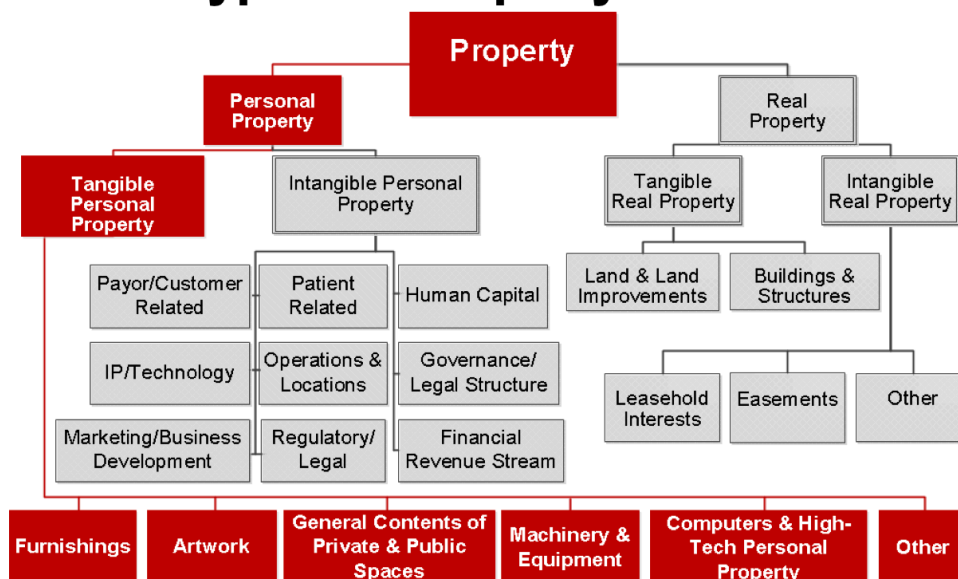 Property
Personal
Property
Real
Property
Tangible
Personal
Property
Intangible Personal
Property
Tangible
Real Property
Intangible
Real Property
Payor/Customer
Related
Patient
Related
Human Capital
Land & Land
Improvements
Buildings &
Structures
IP/Technology
Operations &
Locations
Governance/
Legal Structure
Leasehold
Interests
Easements
Other
Marketing/Business
Development
Regulatory/
Legal
Financial
Revenue Stream
Furnishings
Artwork
General Contents of
Private & Public
Spaces
Machinery &
Equipment
Computers & High-
Tech Personal
Property
Other